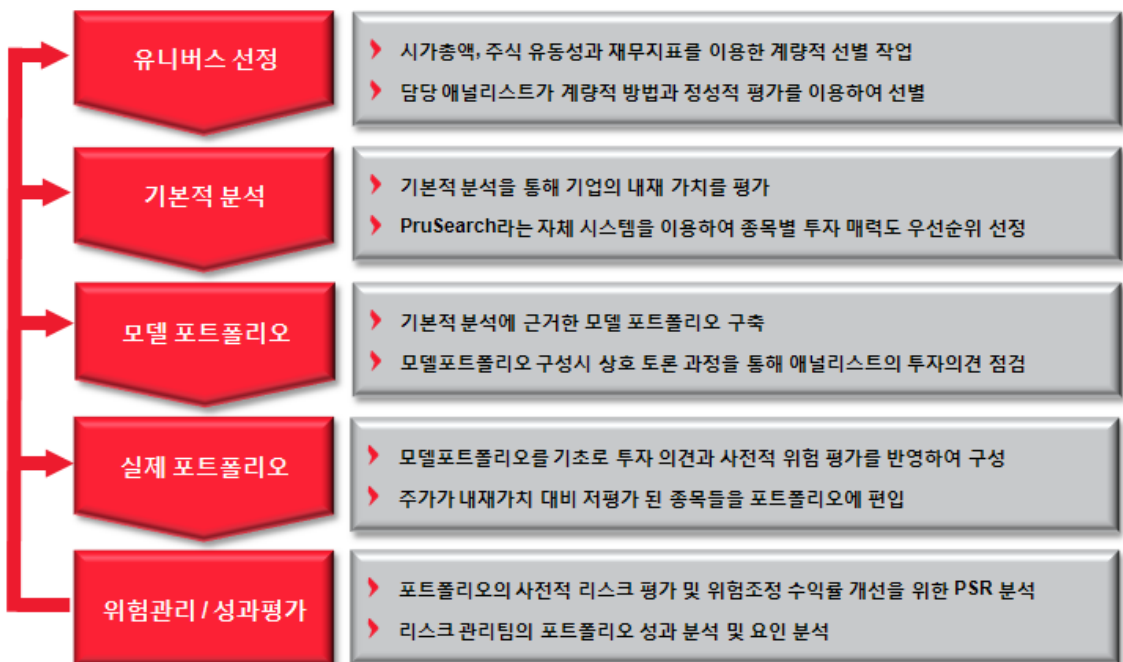 유니버스 선정
시가총액, 주식 유동성과 재무지표를 이용한 계량적 선별 작업
담당 애널리스트가 계량적 방법과 정성적 평가를 이용하여 선별
기본적 분석
기본적 분석을 통해 기업의 내재 가치를 평가
PruSearch라는 자체 시스템을 이용하여 종목별 투자 매력도 우선순위 선정
모델 포트폴리오
기본적 분석에 근거한 모델 포트폴리오 구축
모델포트폴리오 구성시 상호 토론 과정을 통해 애널리스트의 투자의견 점검
실제 포트폴리오
모델포트폴리오를 기초로 투자 의견과 사전적 위험 평가를 반영하여 구성
주가가 내재가치 대비 저평가 된 종목들을 포트폴리오에 편입
위험관리 / 성과평가
포트폴리오의 사전적 리스크 평가 및 위험조정 수익률 개선을 위한 PSR 분석
리스크 관리팀의 포트폴리오 성과 분석 및 요인 분석